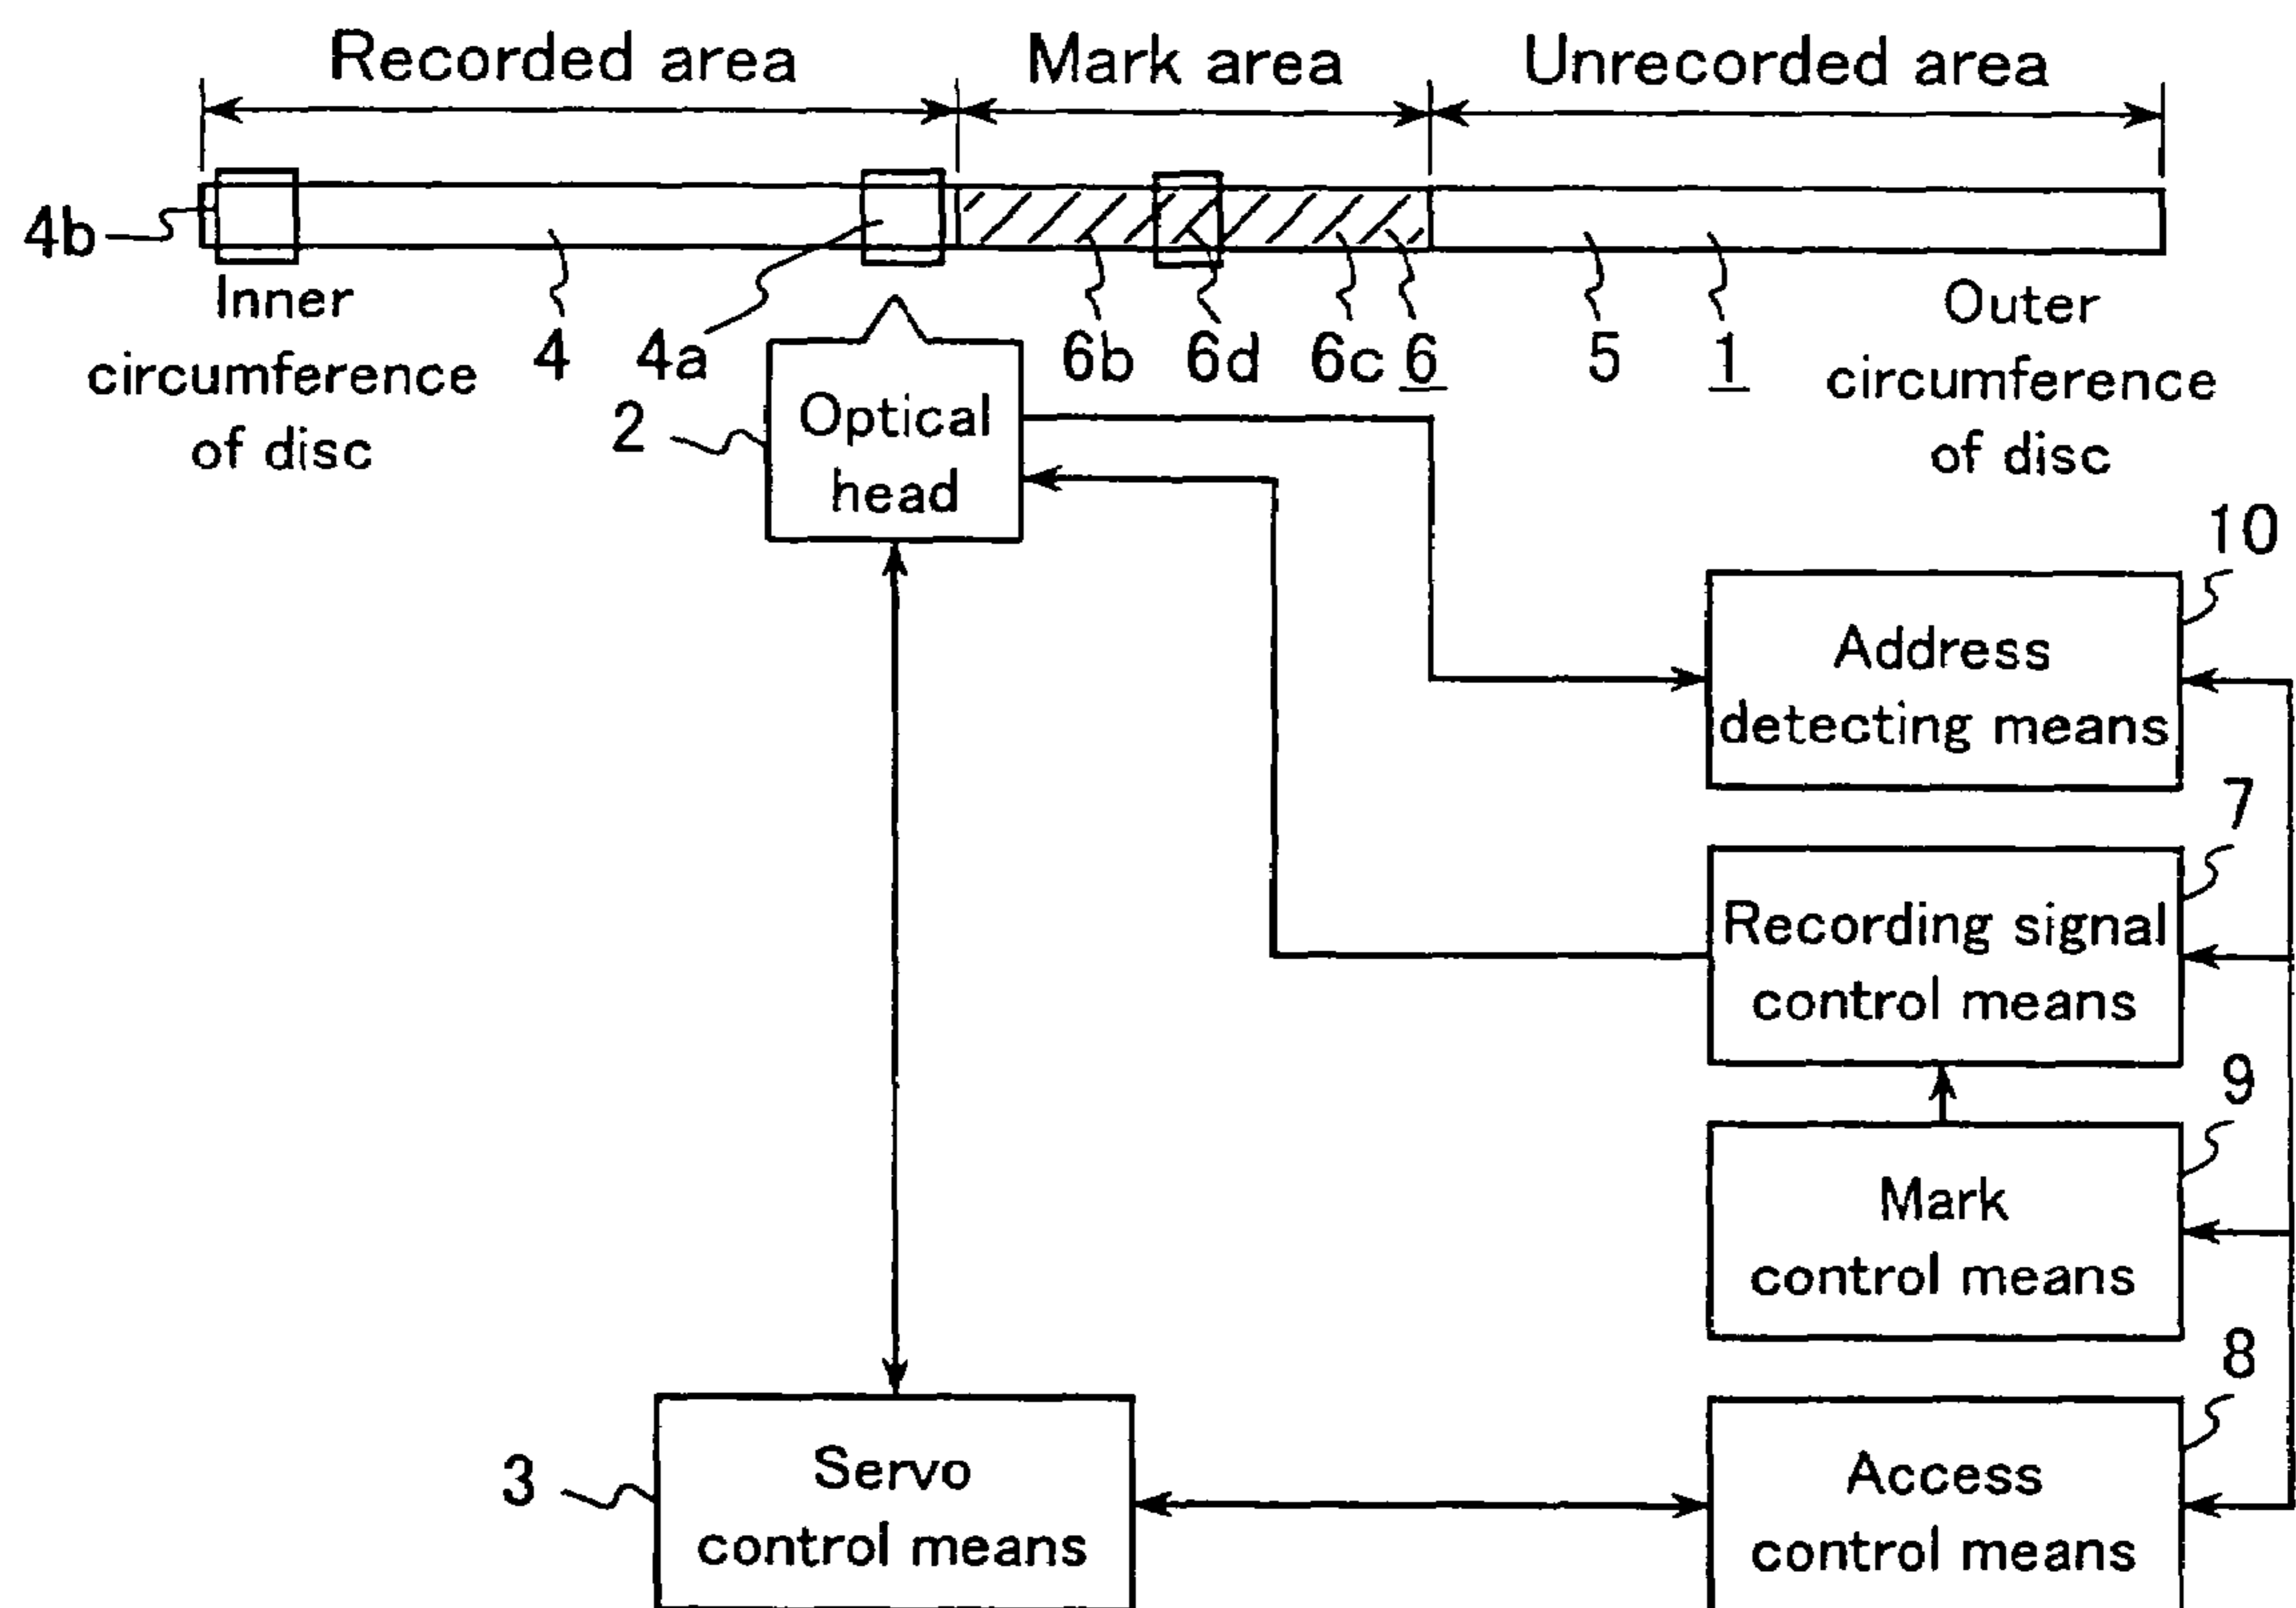 Recorded area
Mark area
Unrecorded area
4b
Inner
circumference
of disc
4
4a
6b
6d
6c
6
5
1
Outer
circumference
of disc
2
Optical
head
10
Address
detecting means
7
Recording signal
control means
9
Mark
control means
8
Access
control means
3
Servo
control means